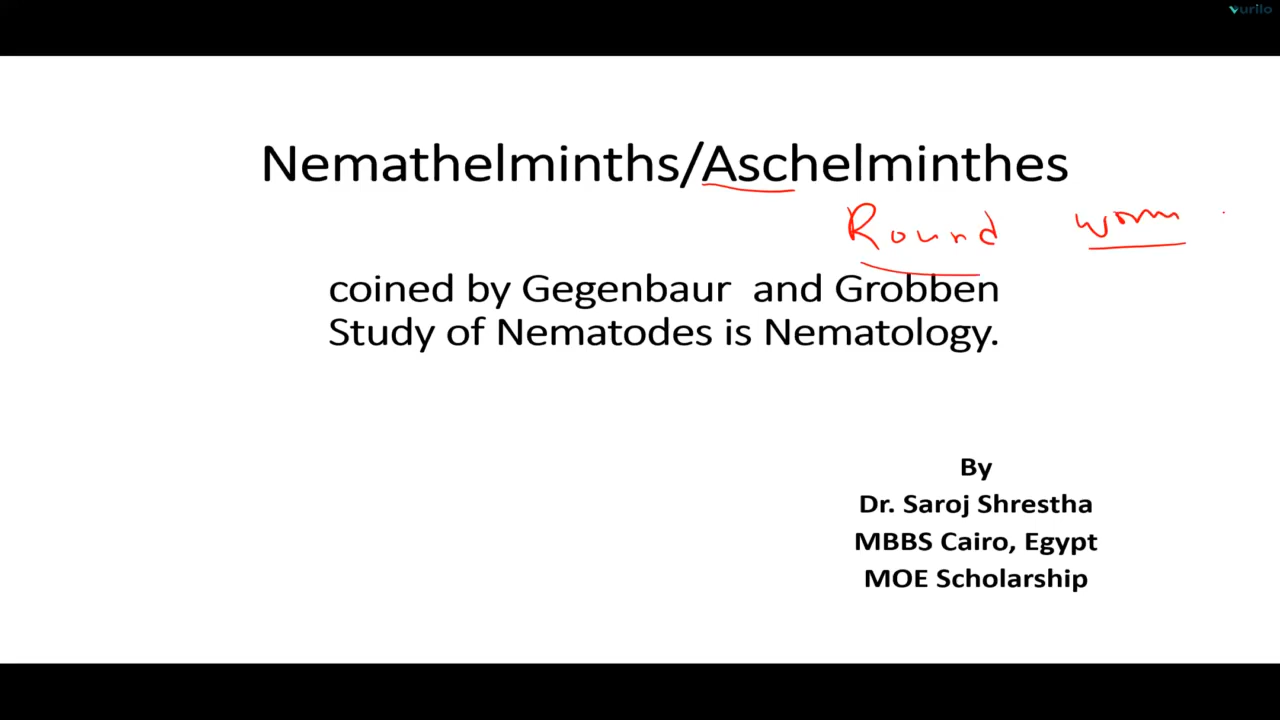 vurilo
Nemathelminths/Aschelminthes
Round worm
coined by Gegenbaur and Grobben
Study of Nematodes is Nematology.
By
Dr. Saroj Shrestha
MBBS Cairo, Egypt
MOE Scholarship